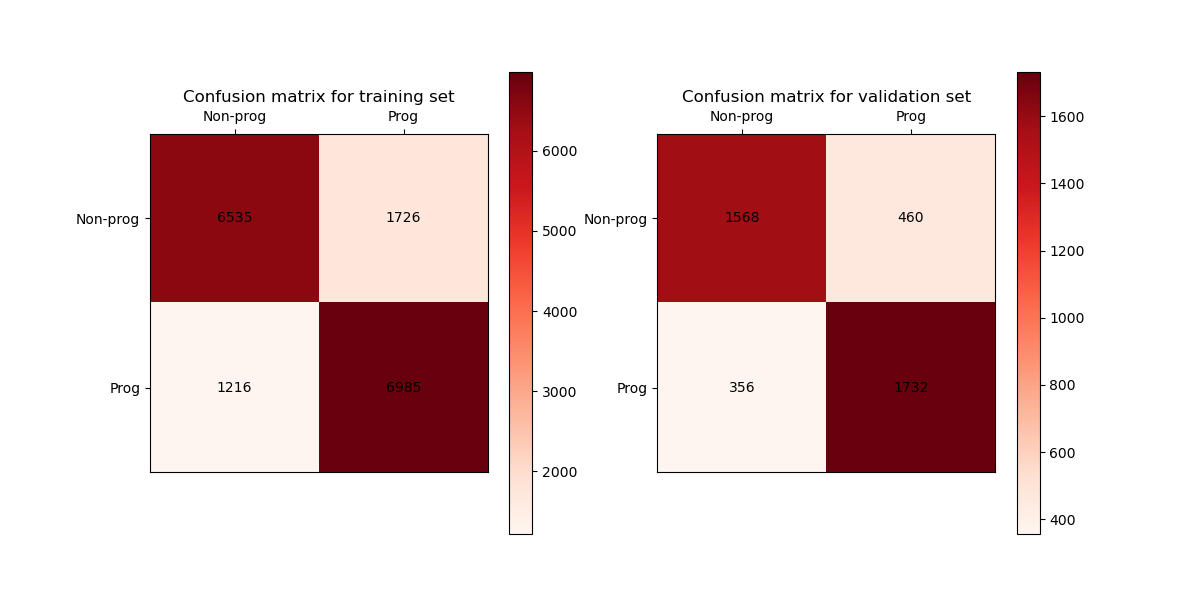 Confusion matrix for training set
Non-prog Prog
Non-prog 6535 1726
Prog 1216 6985
6000
5000
4000
3000
2000
Confusion matrix for validation set
Non-prog Prog
Non-prog 1568 460
Prog 356 1732
1600
1400
1200
1000
800
600
400